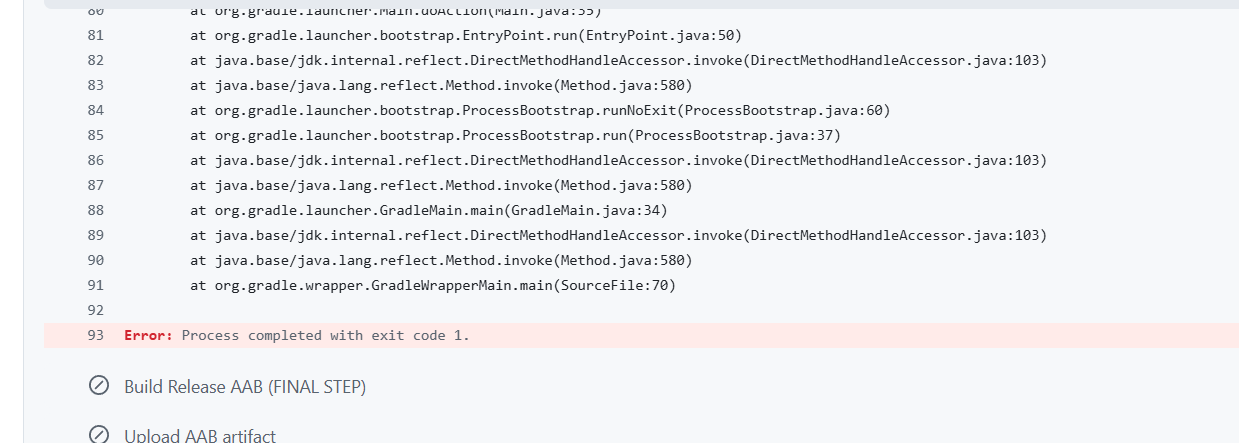 80 at org.gradle.launcher.Main.doAction(Main.java:35)
81 at org.gradle.launcher.bootstrap.EntryPoint.run(EntryPoint.java:50)
82 at java.base/jdk.internal.reflect.DirectMethodHandleAccessor.invoke(DirectMethodHandleAccessor.java:103)
83 at java.base/java.lang.reflect.Method.invoke(Method.java:580)
84 at org.gradle.launcher.bootstrap.ProcessBootstrap.runNoExit(ProcessBootstrap.java:60)
85 at org.gradle.launcher.bootstrap.ProcessBootstrap.run(ProcessBootstrap.java:37)
86 at java.base/jdk.internal.reflect.DirectMethodHandleAccessor.invoke(DirectMethodHandleAccessor.java:103)
87 at java.base/java.lang.reflect.Method.invoke(Method.java:580)
88 at org.gradle.launcher.GradleMain.main(GradleMain.java:34)
89 at java.base/jdk.internal.reflect.DirectMethodHandleAccessor.invoke(DirectMethodHandleAccessor.java:103)
90 at java.base/java.lang.reflect.Method.invoke(Method.java:580)
91 at org.gradle.wrapper.GradleWrapperMain.main(SourceFile:70)
92
93 Error: Process completed with exit code 1.
Build Release AAB (FINAL STEP)
Upload AAB artifact